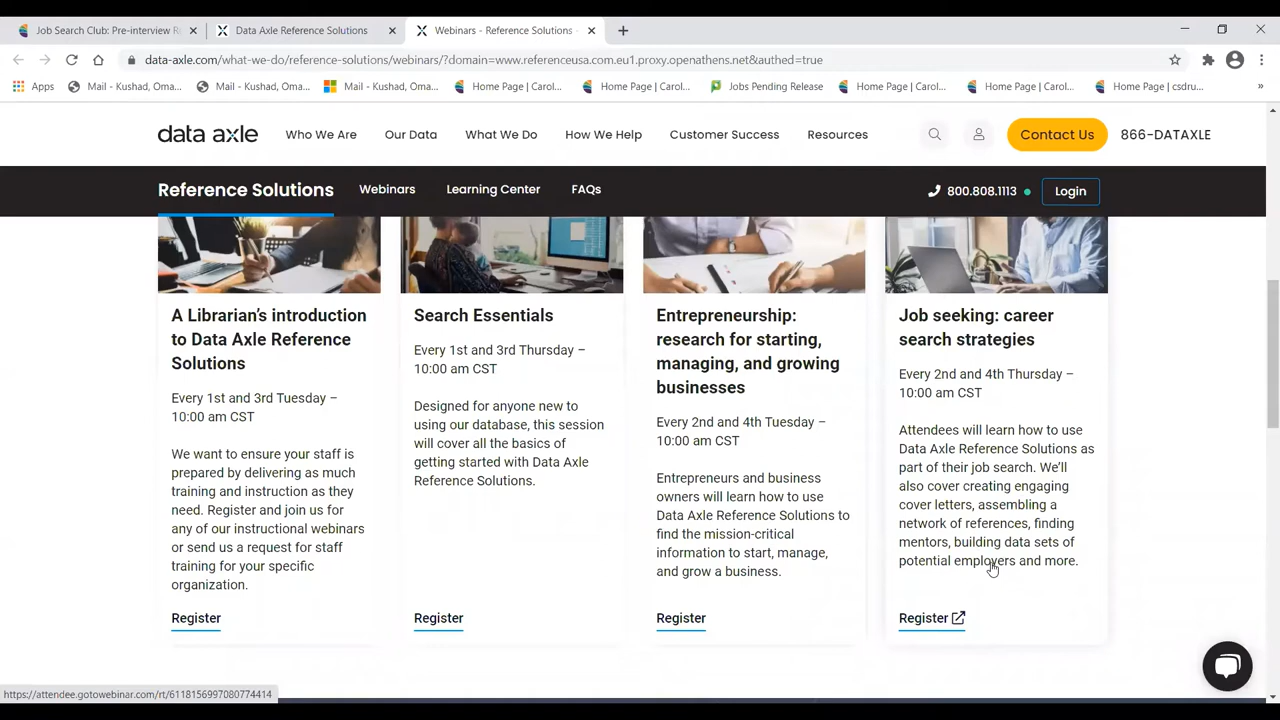 Job Search Club: Pre-interview R
Data Axle Reference Solutions
Webinars - Reference Solutions -
data-axle.com/what-we-do/reference-solutions/webinars/?domain=www.referenceusa.com.eu1.proxy.openathens.net&authed=true
Apps
Mail - Kushad, Oma...
Mail - Kushad, Oma...
Mail - Kushad, Oma...
Home Page | Carol...
Home Page | Carol...
Jobs Pending Release
Home Page | Carol...
Home Page | Carol...
Home Page | csdru...
»
data axle
Who We Are
Our Data
What We Do
How We Help
Customer Success
Resources
Contact Us
866-DATAXLE
Reference Solutions
Webinars
Learning Center
FAQs
800.808.1113
Login
A Librarian's introduction
to Data Axle Reference
Solutions
Every 1st and 3rd Tuesday –
10:00 am CST
We want to ensure your staff is
prepared by delivering as much
training and instruction as they
need. Register and join us for
any of our instructional webinars
or send us a request for staff
training for your specific
organization.
Register
Search Essentials
Every 1st and 3rd Thursday –
10:00 am CST
Designed for anyone new to
using our database, this session
will cover all the basics of
getting started with Data Axle
Reference Solutions.
Register
Entrepreneurship:
research for starting,
managing, and growing
businesses
Every 2nd and 4th Tuesday –
10:00 am CST
Entrepreneurs and business
owners will learn how to use
Data Axle Reference Solutions to
find the mission-critical
information to start, manage,
and grow a business.
Register
Job seeking: career
search strategies
Every 2nd and 4th Thursday –
10:00 am CST
Attendees will learn how to use
Data Axle Reference Solutions as
part of their job search. We'll
also cover creating engaging
cover letters, assembling a
network of references, finding
mentors, building data sets of
potential employers and more.
Register
https://attendee.gotowebinar.com/rt/6118156997080774414